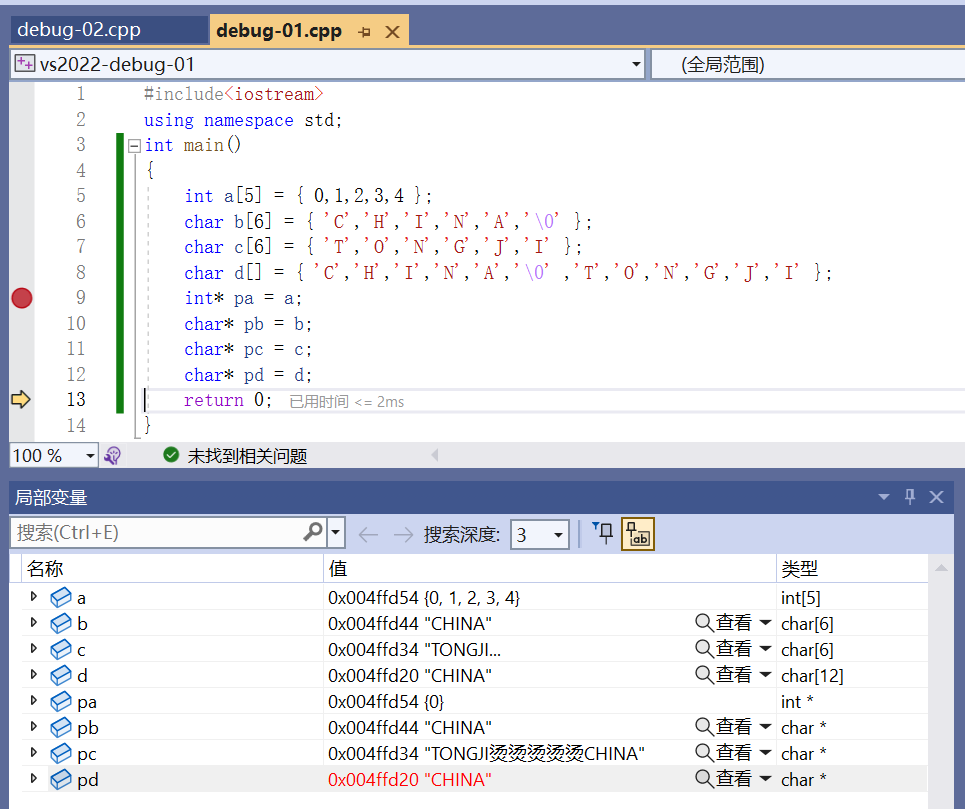 debug-02.cpp debug-01.cpp
vs2022-debug-01 (全局范围)
1 #include<iostream>
2 using namespace std;
3 int main()
4 {
5 int a[5] = { 0,1,2,3,4 };
6 char b[6] = { 'C','H','I','N','A','\0' };
7 char c[6] = { 'T','O','N','G','J','I' };
8 char d[] = { 'C','H','I','N','A','\0' ,'T','O','N','G','J','I' };
9 int* pa = a;
10 char* pb = b;
11 char* pc = c;
12 char* pd = d;
13 return 0; 已用时间 <= 2ms
14 }
100 % 未找到相关问题
局部变量
搜索(Ctrl+E) 搜索深度: 3
名称 值 类型
a 0x004ffd54 {0, 1, 2, 3, 4} int[5]
b 0x004ffd44 "CHINA" 查看 char[6]
c 0x004ffd34 "TONGJI... 查看 char[6]
d 0x004ffd20 "CHINA" 查看 char[12]
pa 0x004ffd54 {0} int *
pb 0x004ffd44 "CHINA" 查看 char *
pc 0x004ffd34 "TONGJI烫烫烫烫烫CHINA" 查看 char *
pd 0x004ffd20 "CHINA" 查看 char *